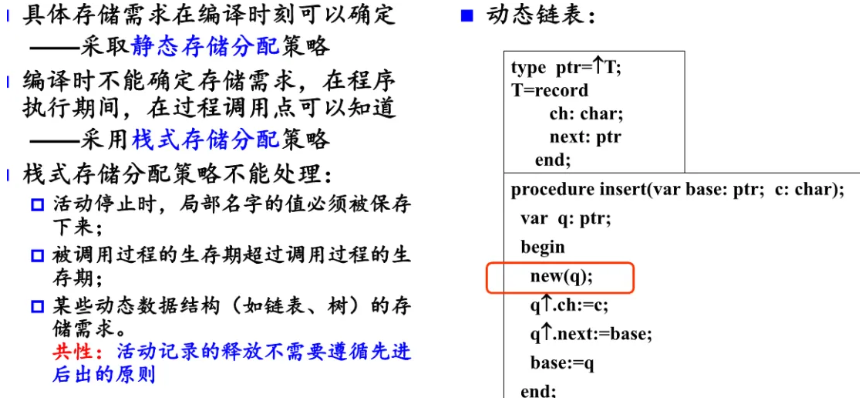 具体存储需求在编译时刻可以确定
——采取静态存储分配策略
编译时不能确定存储需求，在程序
执行期间，在过程调用点可以知道
——采用栈式存储分配策略
栈式存储分配策略不能处理：
活动停止时，局部名字的值必须被保存
下来；
被调用过程的生存期超过调用过程的生
存期；
某些动态数据结构（如链表、树）的存
储需求。
共性：活动记录的释放不需要遵循先进
后出的原则
动态链表：
type ptr=↑T;
T=record
ch: char;
next: ptr
end;
procedure insert(var base: ptr; c: char);
var q: ptr;
begin
new(q);
q↑.ch:=c;
q↑.next:=base;
base:=q
end;